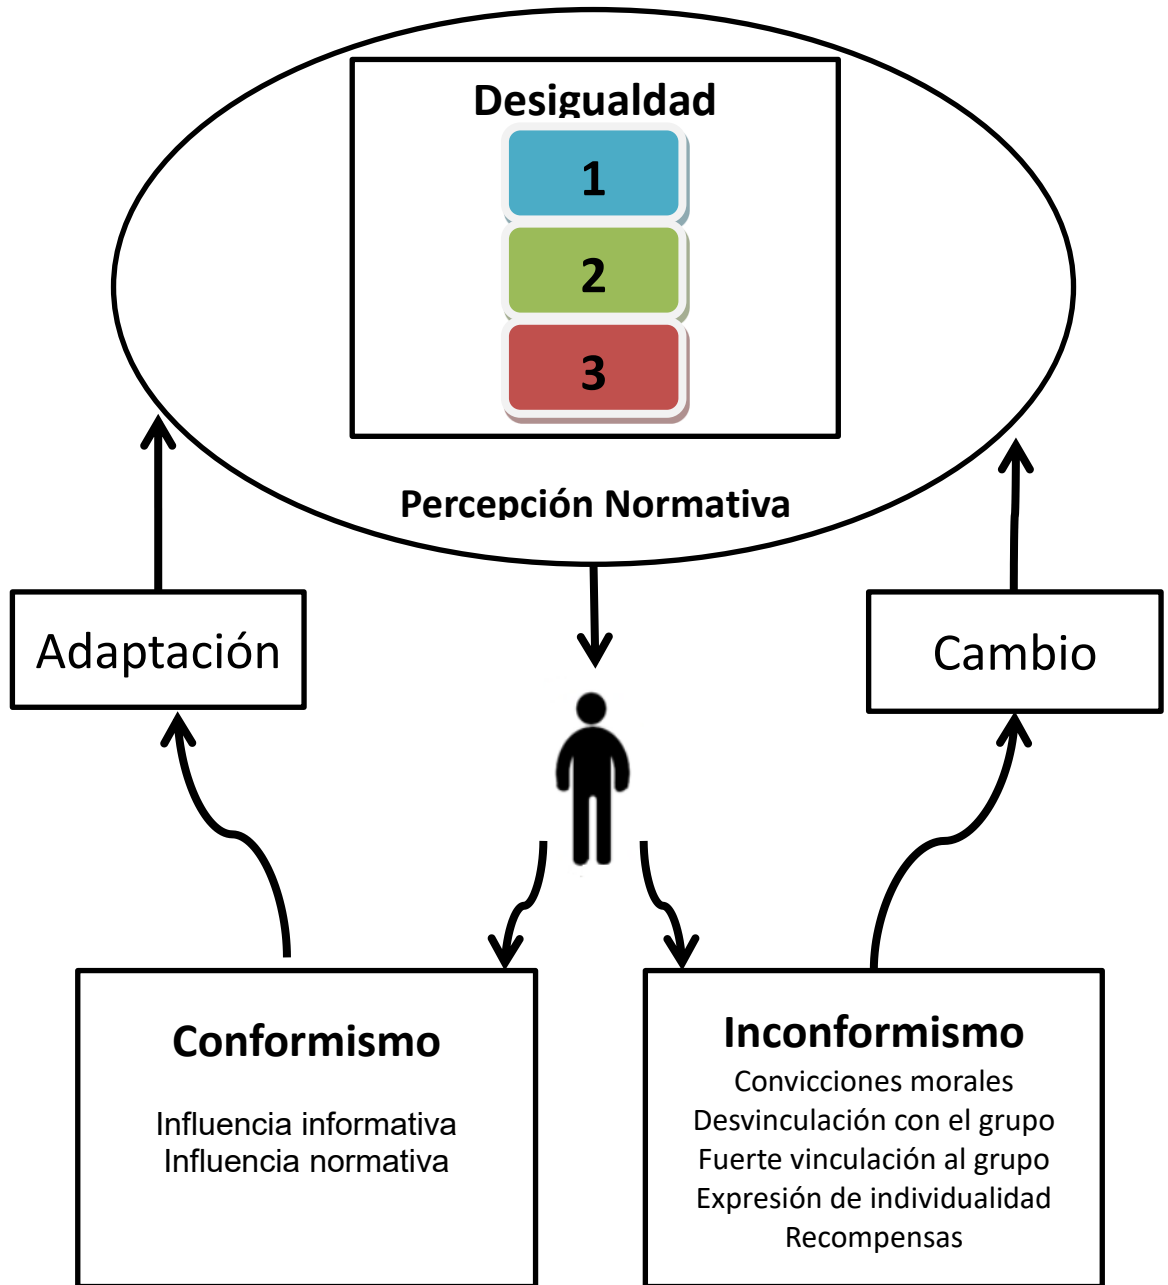 Desigualdad
1
2
3
Percepción Normativa
Adaptación
Cambio
Conformismo
Influencia informativa
Influencia normativa
Inconformismo
Convicciones morales
Desvinculación con el grupo
Fuerte vinculación al grupo
Expresión de individualidad
Recompensas